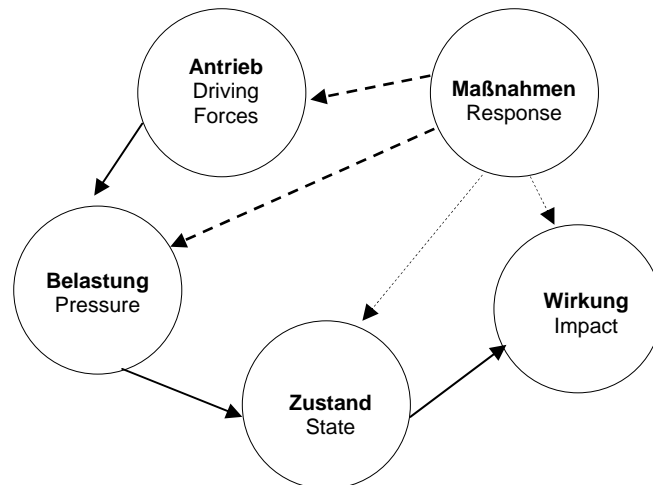 Antrieb
Driving
Forces
Maßnahmen
Response
Belastung
Pressure
Wirkung
Impact
Zustand
State